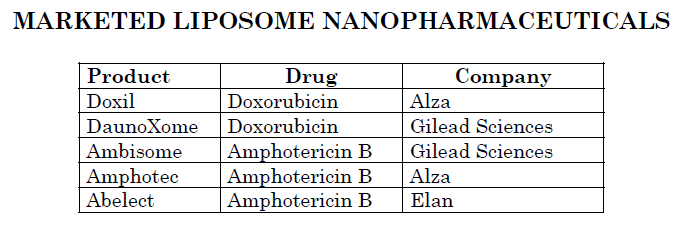 MARKETED LIPOSOME NANOPHARMACEUTICALS
Product Drug Company
Doxil Doxorubicin Alza
DaunoXome Doxorubicin Gilead Sciences
Ambisome Amphotericin B Gilead Sciences
Amphotec Amphotericin B Alza
Abelect Amphotericin B Elan